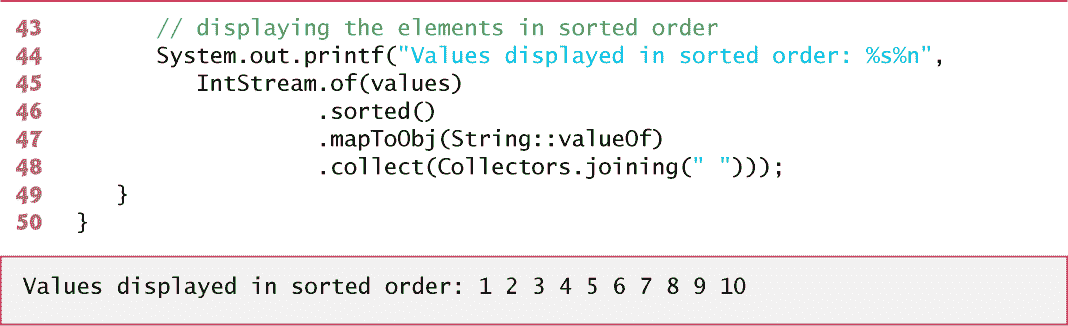 43 // displaying the elements in sorted order
44 System.out.printf("Values displayed in sorted order: %s%n",
45 IntStream.of(values)
46 .sorted()
47 .mapToObj(String::valueOf)
48 .collect(Collectors.joining(" ")));
49 }
50 }
Values displayed in sorted order: 1 2 3 4 5 6 7 8 9 10